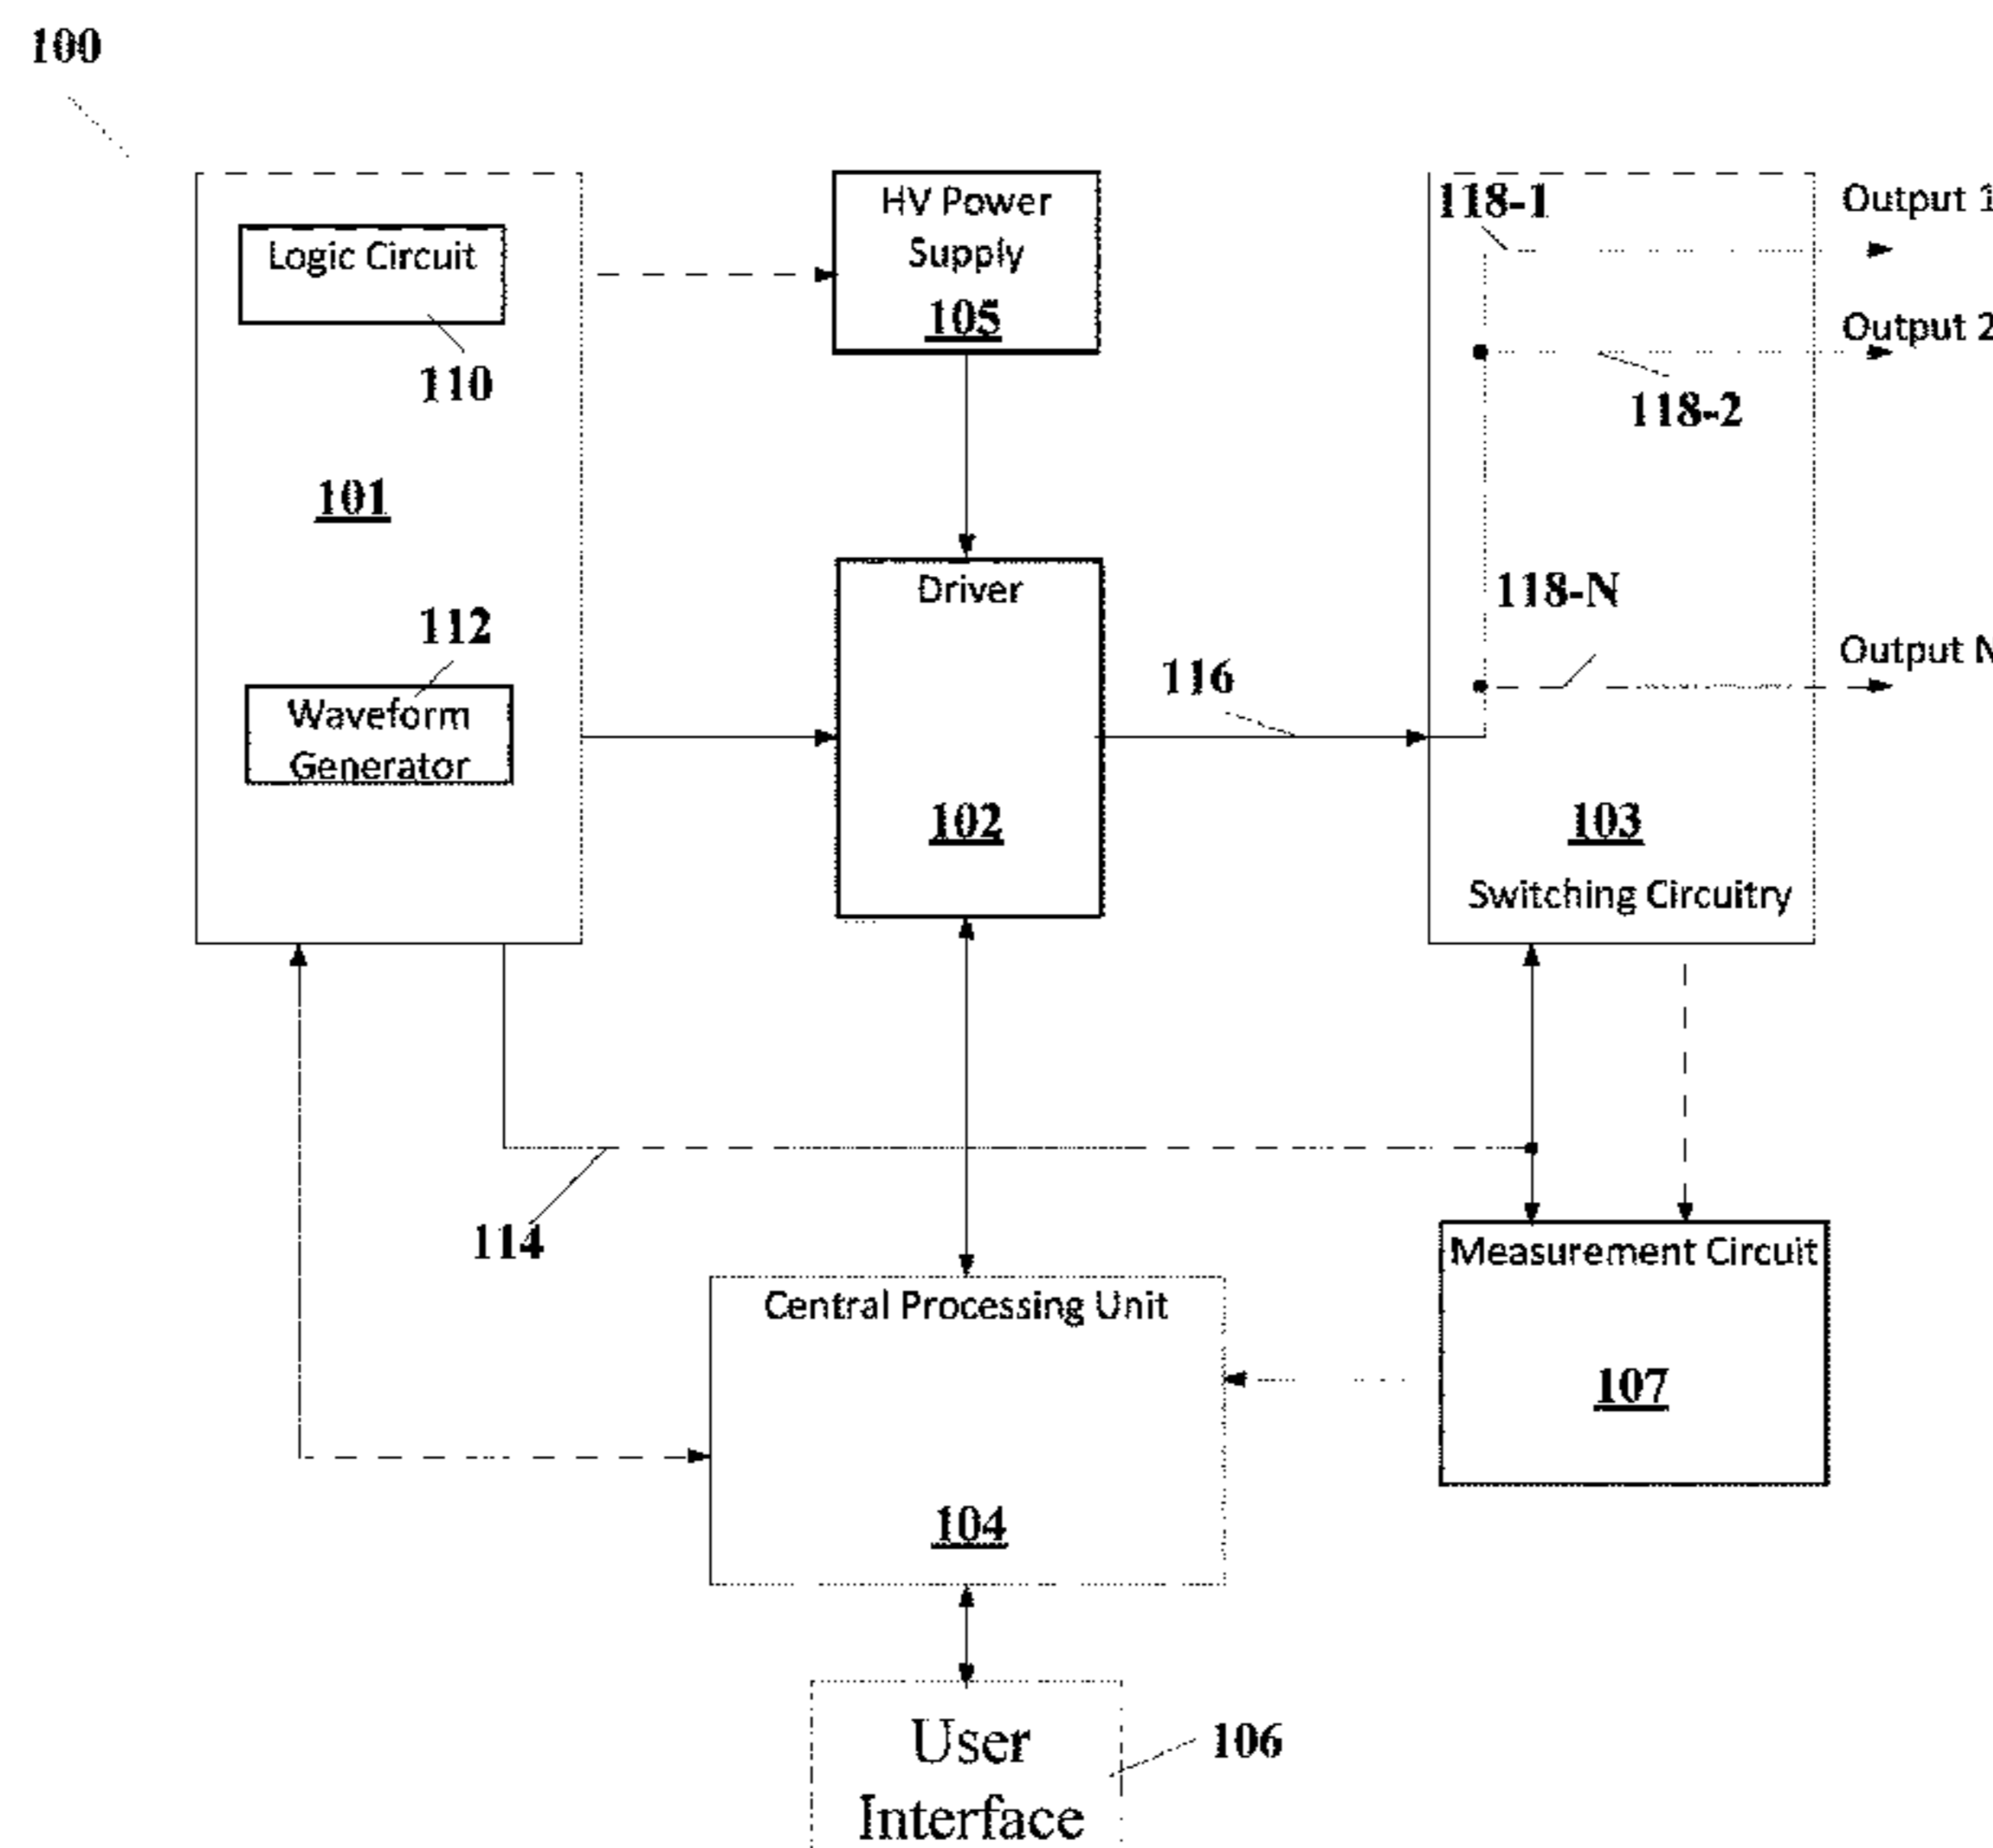 100
Logic Circuit
110
101
112
Waveform
Generator
HV Power
Supply
105
Driver
102
116
118-1
Output 1
Output 2
118-2
118-N
Output N
103
Switching Circuitry
114
Central Processing Unit
104
Measurement Circuit
107
User
Interface
106